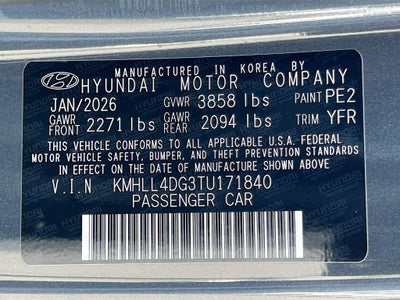 MANUFACTURED IN KOREA BY
HYUNDAI MOTOR COMPANY
JAN/2026 GVWR 3858 lbs PAINT PE2
GAWR FRONT 2271 lbs GAWR REAR 2094 lbs TRIM YFR
THIS VEHICLE CONFORMS TO ALL APPLICABLE U.S.A. FEDERAL
MOTOR VEHICLE SAFETY, BUMPER, AND THEFT PREVENTION STANDARDS
IN EFFECT ON THE DATE OF MANUFACTURE SHOWN ABOVE.
V.I.N KMHLL4DG3TU171840
PASSENGER CAR